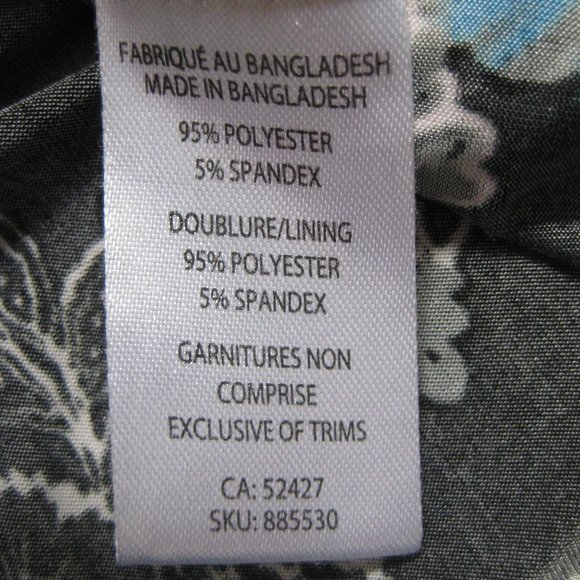 FABRIQUÉ AU BANGLADESH
MADE IN BANGLADESH
95% POLYESTER
5% SPANDEX
DOUBLURE/LINING
95% POLYESTER
5% SPANDEX
GARNITURES NON
COMPRISE
EXCLUSIVE OF TRIMS
CA: 52427
SKU: 885530